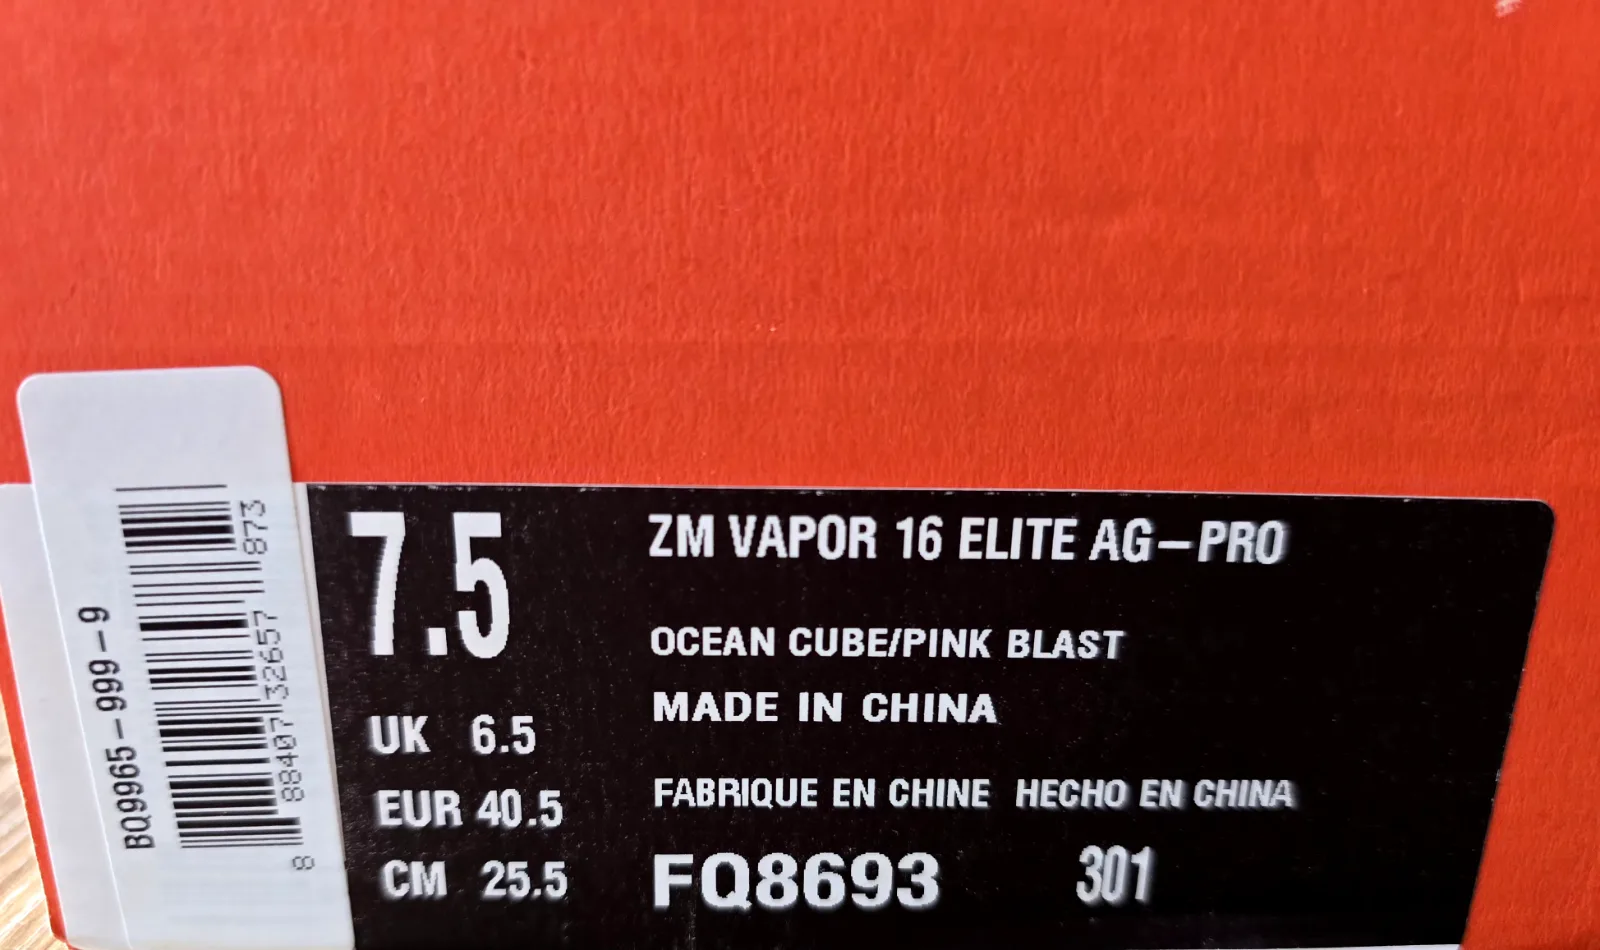 BQ9965-999-9
8 88407 32657 873
7.5
UK 6.5
EUR 40.5
CM 25.5
ZM VAPOR 16 ELITE AG-PRO
OCEAN CUBE/PINK BLAST
MADE IN CHINA
FABRIQUE EN CHINE HECHO EN CHINA
FQ8693 301